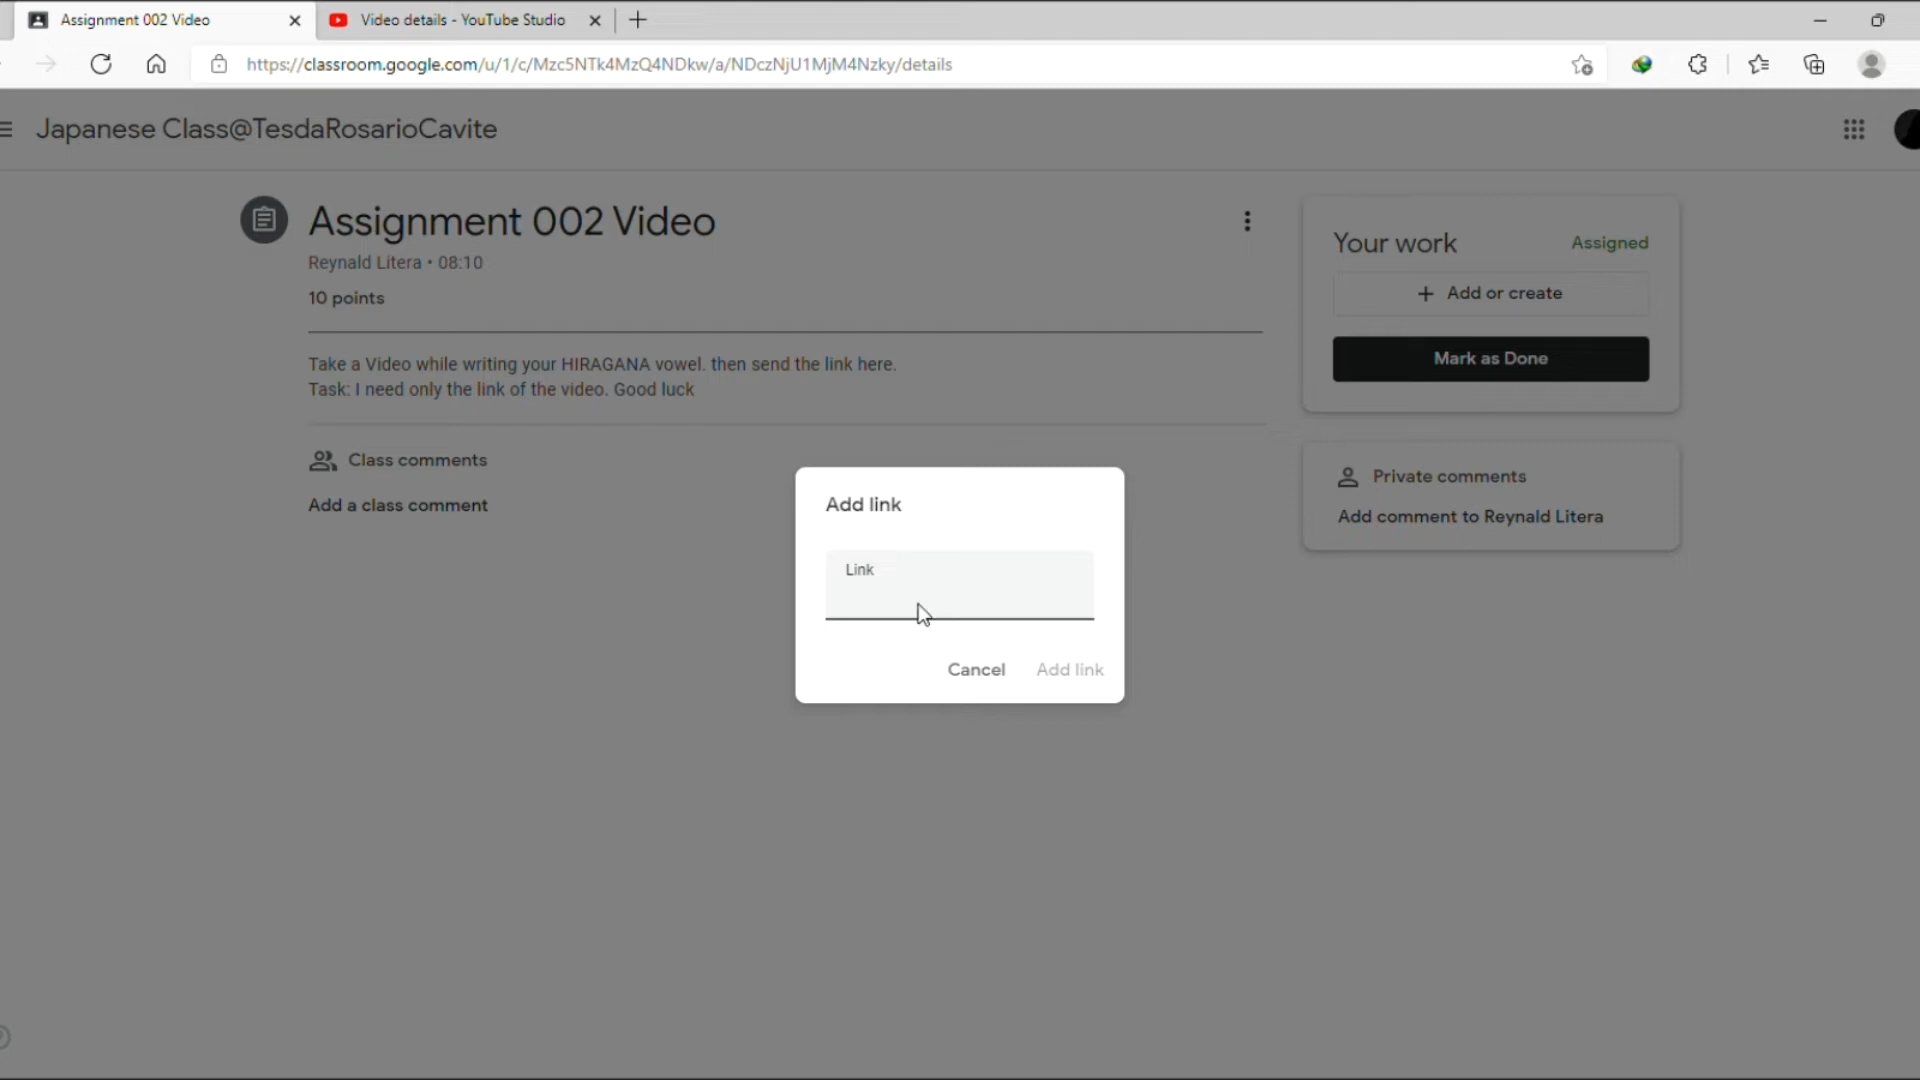 Assignment 002 Video
Video details - YouTube Studio
https://classroom.google.com/u/1/c/Mzc5NTk4MzQ4NDkw/a/NDczNjU1MjM4Nzky/details
Japanese Class@TesdaRosarioCavite
Assignment 002 Video
Reynald Litera • 08:10
10 points
Take a Video while writing your HIRAGANA vowel. then send the link here.
Task: I need only the link of the video. Good luck
Class comments
Add a class comment
Your work
Assigned
+ Add or create
Mark as Done
Private comments
Add comment to Reynald Litera
Add link
Link
Cancel
Add link